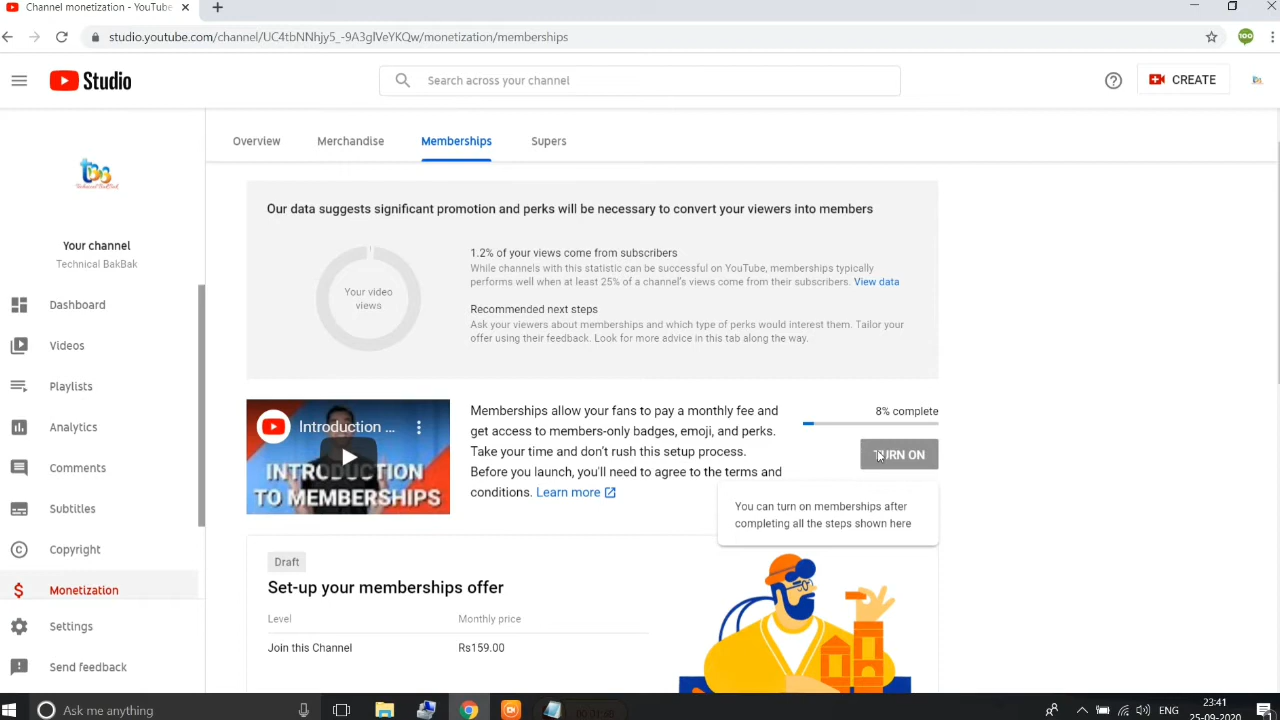 Channel monetization - YouTube
studio.youtube.com/channel/UC4tbNNhjy5_-9A3glVeYKQw/monetization/memberships
100
Studio
Search across your channel
CREATE
Overview
Merchandise
Memberships
Supers
Technical BakBak
Your channel
Technical BakBak
Dashboard
Videos
Playlists
Analytics
Comments
Subtitles
Copyright
Monetization
Settings
Send feedback
Our data suggests significant promotion and perks will be necessary to convert your viewers into members
Your video
views
1.2% of your views come from subscribers
While channels with this statistic can be successful on YouTube, memberships typically
performs well when at least 25% of a channel's views come from their subscribers. View data
Recommended next steps
Ask your viewers about memberships and which type of perks would interest them. Tailor your
offer using their feedback. Look for more advice in this tab along the way.
Introduction ...
INTRODUCTION
TO MEMBERSHIPS
Memberships allow your fans to pay a monthly fee and
get access to members-only badges, emoji, and perks.
Take your time and don't rush this setup process.
Before you launch, you'll need to agree to the terms and
conditions. Learn more
8% complete
TURN ON
You can turn on memberships after
completing all the steps shown here
Draft
Set-up your memberships offer
Level Monthly price
Join this Channel Rs159.00
Ask me anything
ENG
23:41
25-09-2020